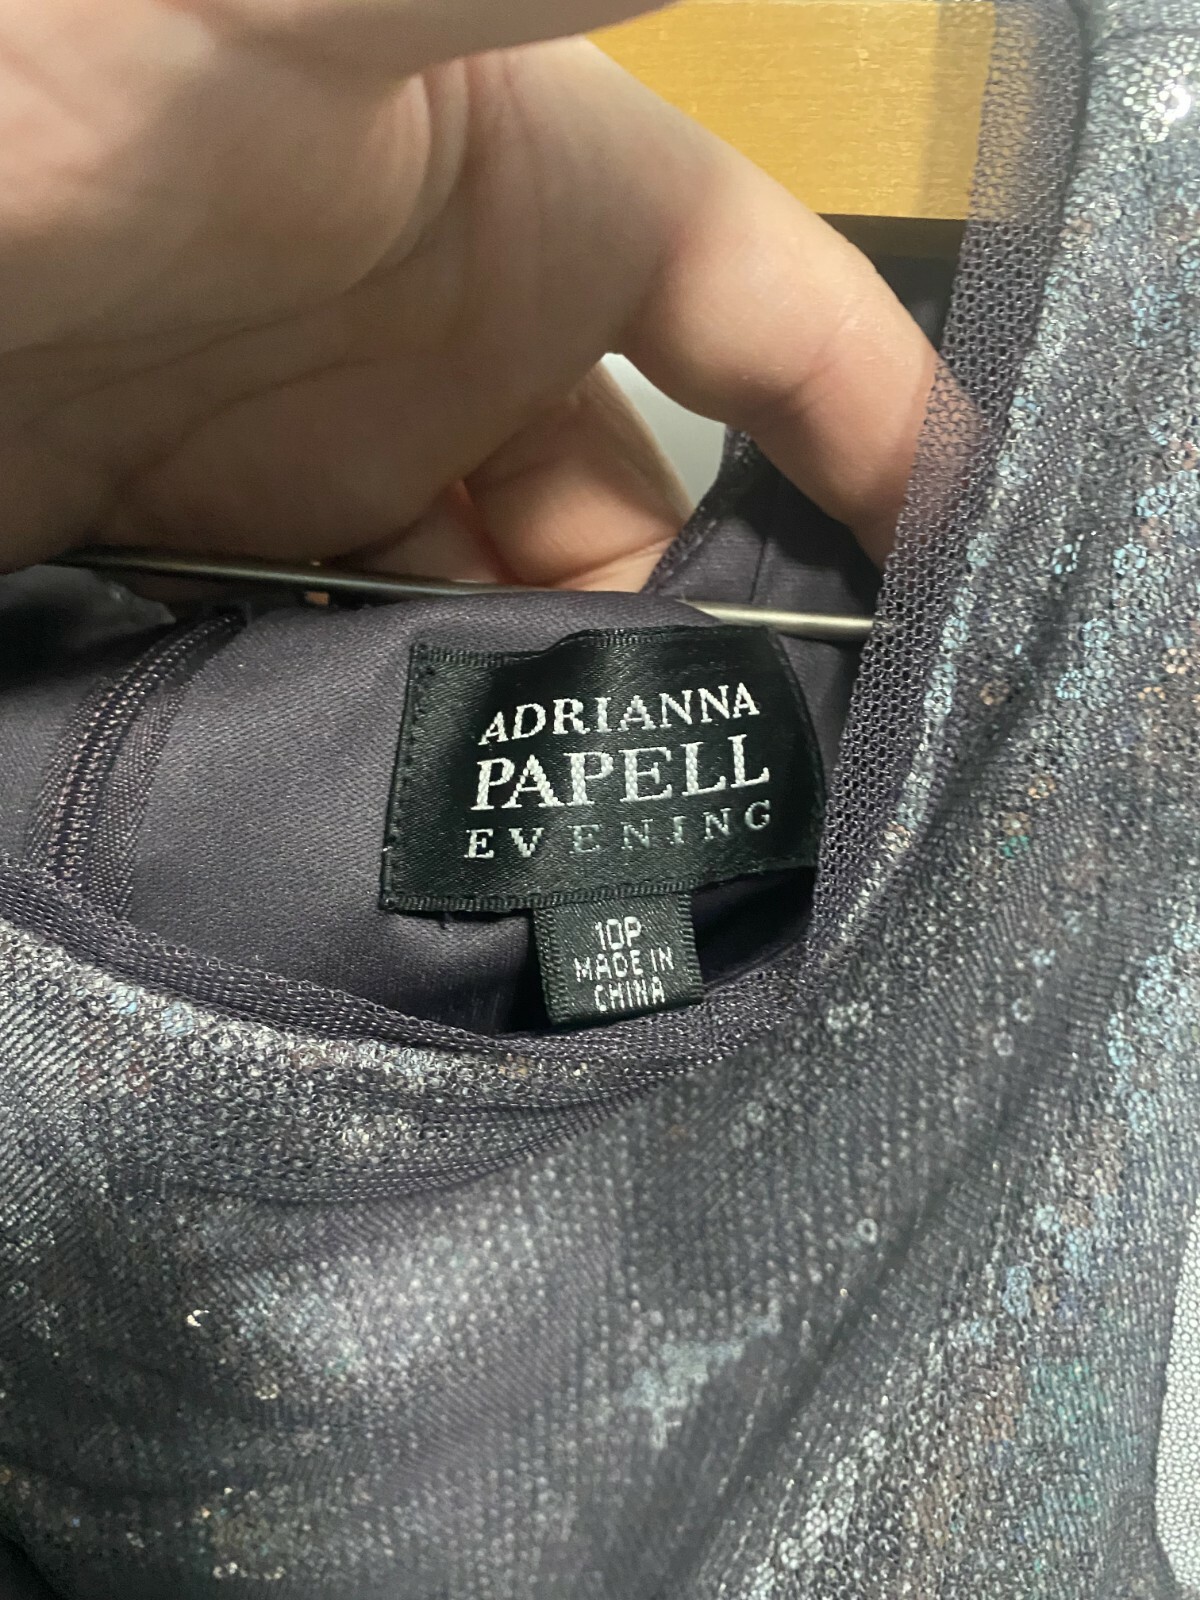 ADRIANNA
PAPELL
EVENING
10P
MADE IN
CHINA